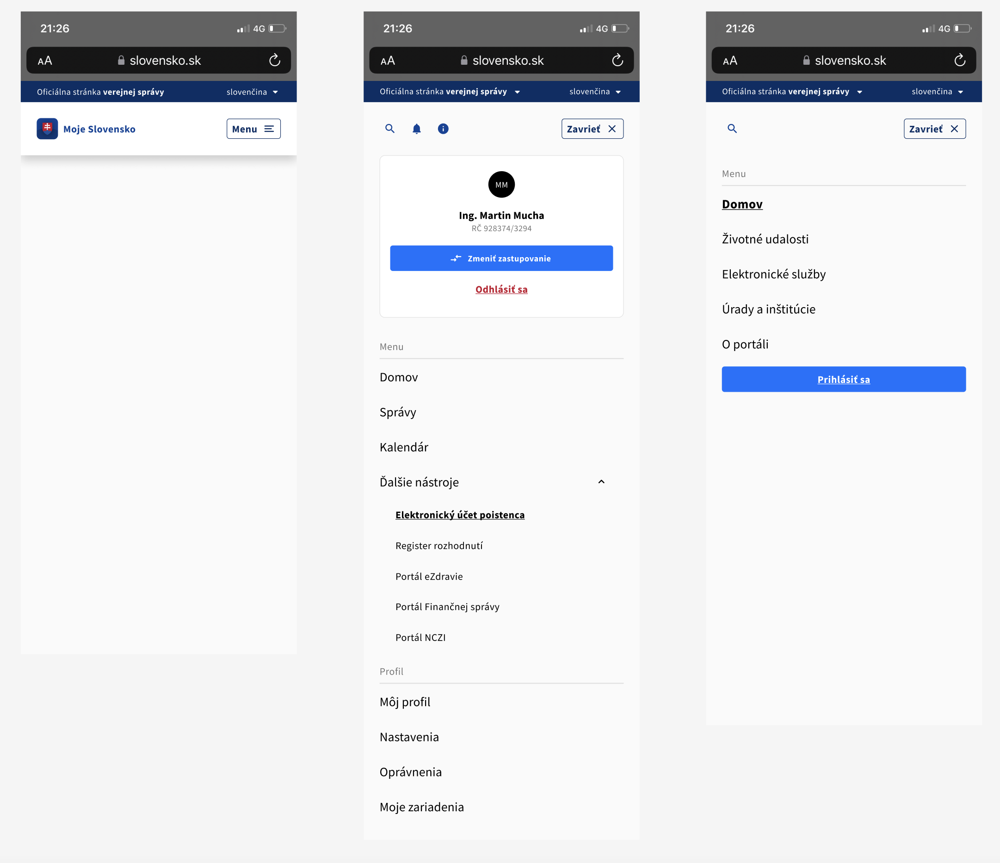 21:26
4G
AA
slovensko.sk
Oficiálna stránka verejnej správy
slovenčina
Moje Slovensko
Menu
21:26
4G
AA
slovensko.sk
Oficiálna stránka verejnej správy
slovenčina
Zavrieť
MM
Ing. Martin Mucha
RČ 928374/3294
Zmeniť zastupovanie
Odhlásiť sa
Menu
Domov
Správy
Kalendár
Ďalšie nástroje
Elektronický účet poistenca
Register rozhodnutí
Portál eZdravie
Portál Finančnej správy
Portál NCZI
Profil
Môj profil
Nastavenia
Oprávnenia
Moje zariadenia
21:26
4G
AA
slovensko.sk
Oficiálna stránka verejnej správy
slovenčina
Zavrieť
Menu
Domov
Životné udalosti
Elektronické služby
Úrady a inštitúcie
O portáli
Prihlásiť sa